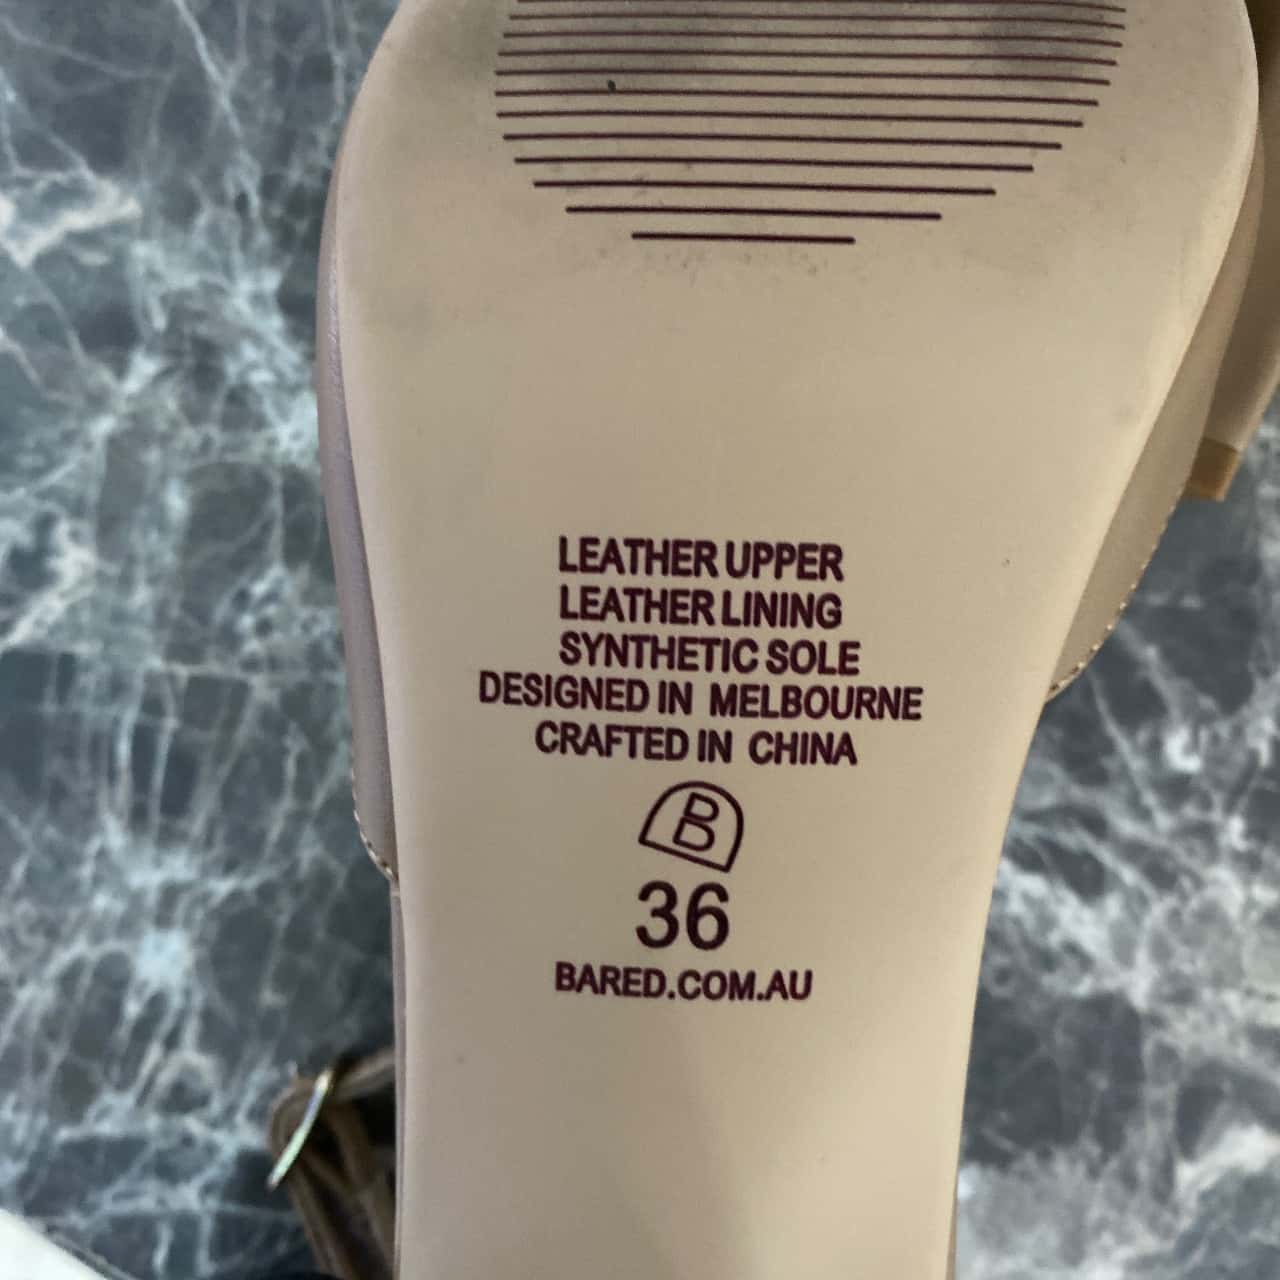 LEATHER UPPER
LEATHER LINING
SYNTHETIC SOLE
DESIGNED IN MELBOURNE
CRAFTED IN CHINA
B
36
BARED.COM.AU